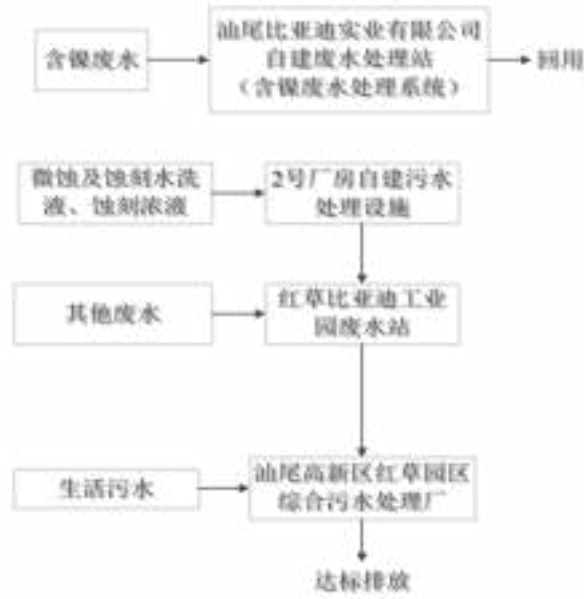 含镍废水
汕尾比亚迪实业有限公司
自建废水处理站
（含镍废水处理系统）
回用
微蚀及蚀刻水洗
液、蚀刻浓液
2号厂房自建污水
处理设施
其他废水
红草比亚迪工业
园废水站
生活污水
汕尾高新区红草园区
综合污水处理厂
达标排放